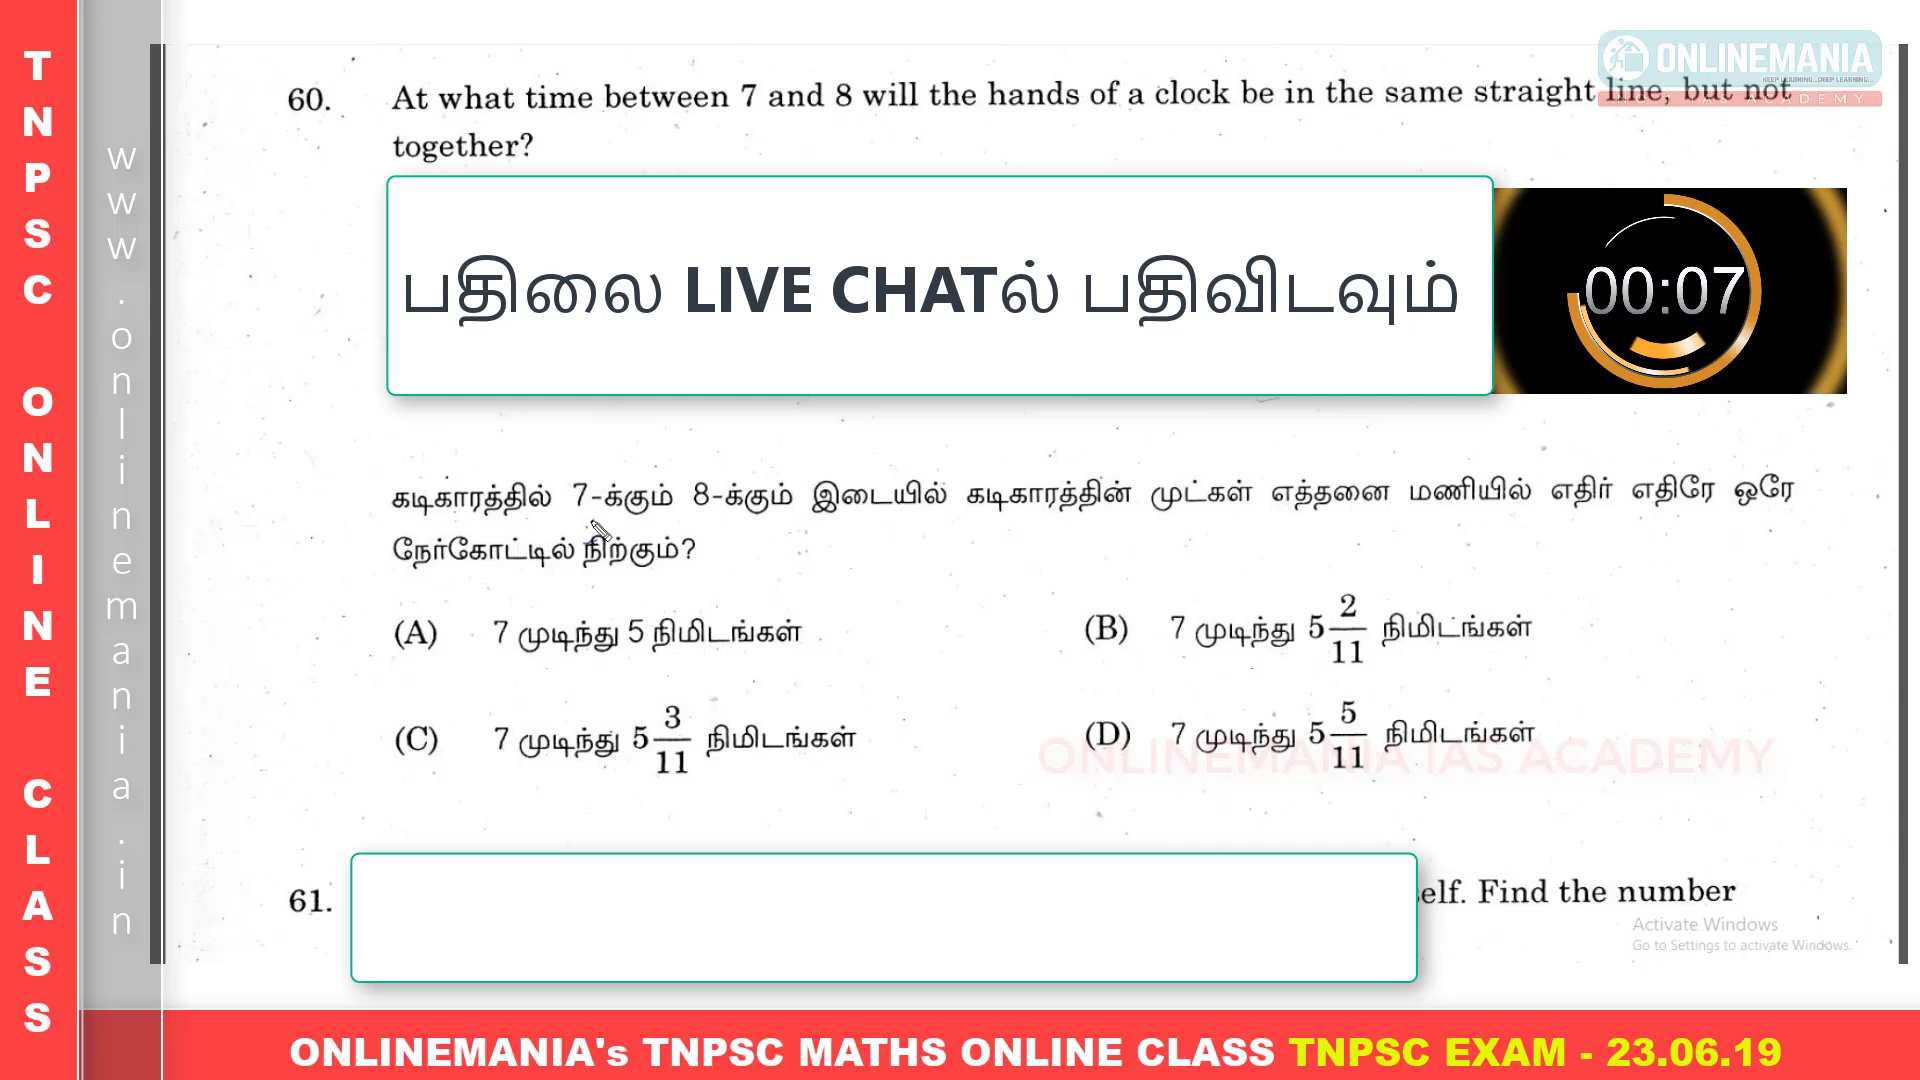 TNPSC ONLINE CLASS
www.onlinemania.in
ONLINEMANIA
KEEP LEARNING...DEEP LEARNING...
60. At what time between 7 and 8 will the hands of a clock be in the same straight line, but not
together?
பதிலை LIVE CHATல் பதிவிடவும்
00:07
கடிகாரத்தில் 7-க்கும் 8-க்கும் இடையில் கடிகாரத்தின் முட்கள் எத்தனை மணியில் எதிர் எதிரே ஒரே
நேர்கோட்டில் நிற்கும்?
(A) 7 முடிந்து 5 நிமிடங்கள் (B) 7 முடிந்து 5 2/11 நிமிடங்கள்
(C) 7 முடிந்து 5 3/11 நிமிடங்கள் (D) 7 முடிந்து 5 5/11 நிமிடங்கள்
ONLINEMANIA IAS ACADEMY
61. elf. Find the number
Activate Windows
Go to Settings to activate Windows.
ONLINEMANIA's TNPSC MATHS ONLINE CLASS TNPSC EXAM - 23.06.19